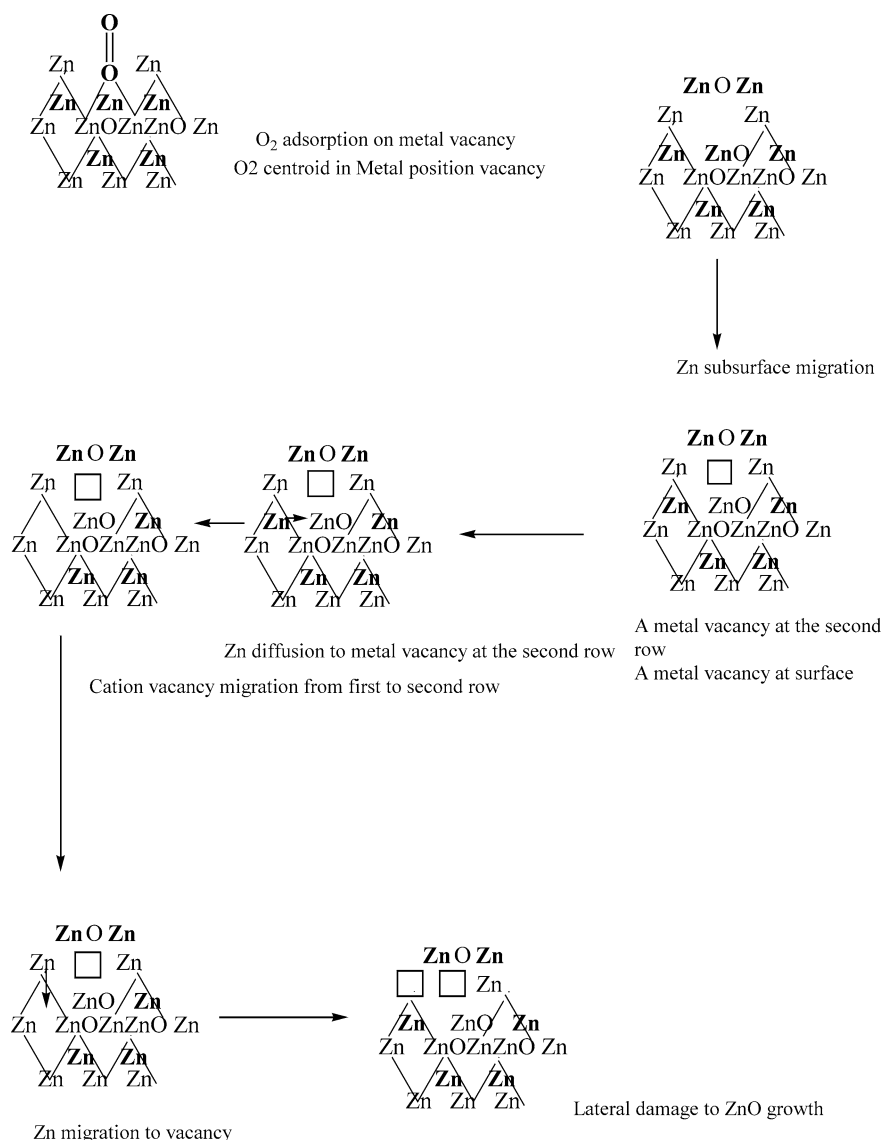 O
O
Zn Zn
Zn Zn Zn
Zn ZnOZnZnO Zn
Zn Zn
Zn Zn Zn
O2 adsorption on metal vacancy
O2 centroid in Metal position vacancy
Zn O Zn
Zn Zn
Zn ZnO Zn
Zn ZnOZnZnO Zn
Zn Zn
Zn Zn Zn
Zn subsurface migration
Zn O Zn
Zn Zn
ZnO Zn
Zn ZnOZnZnO Zn
Zn Zn
Zn Zn Zn
Zn O Zn
Zn Zn
Zn ZnO Zn
Zn ZnOZnZnO Zn
Zn Zn
Zn Zn Zn
Zn O Zn
Zn Zn
Zn ZnO Zn
Zn ZnOZnZnO Zn
Zn Zn
Zn Zn Zn
A metal vacancy at the second
row
A metal vacancy at surface
Zn diffusion to metal vacancy at the second row
Cation vacancy migration from first to second row
Zn O Zn
Zn Zn
ZnO Zn
Zn ZnOZnZnO Zn
Zn Zn
Zn Zn Zn
Zn migration to vacancy
Zn O Zn
Zn
Zn ZnO Zn
Zn ZnOZnZnO Zn
Zn Zn
Zn Zn Zn
Lateral damage to ZnO growth